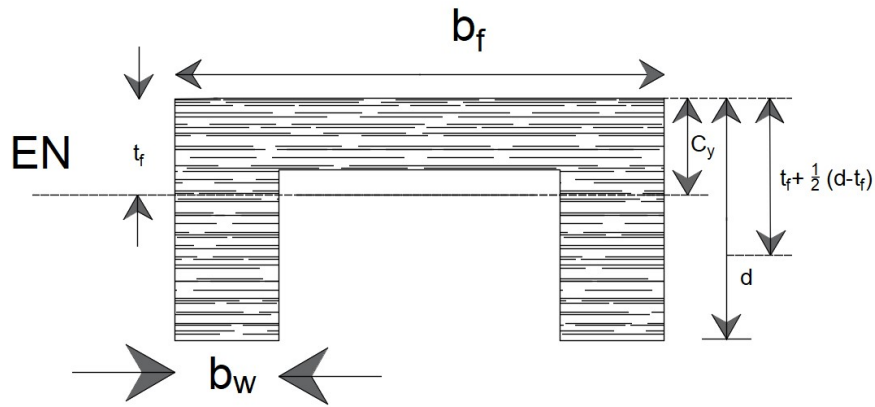 b_f
EN
t_f
C_y
t_f + 1/2 (d-t_f)
d
b_w